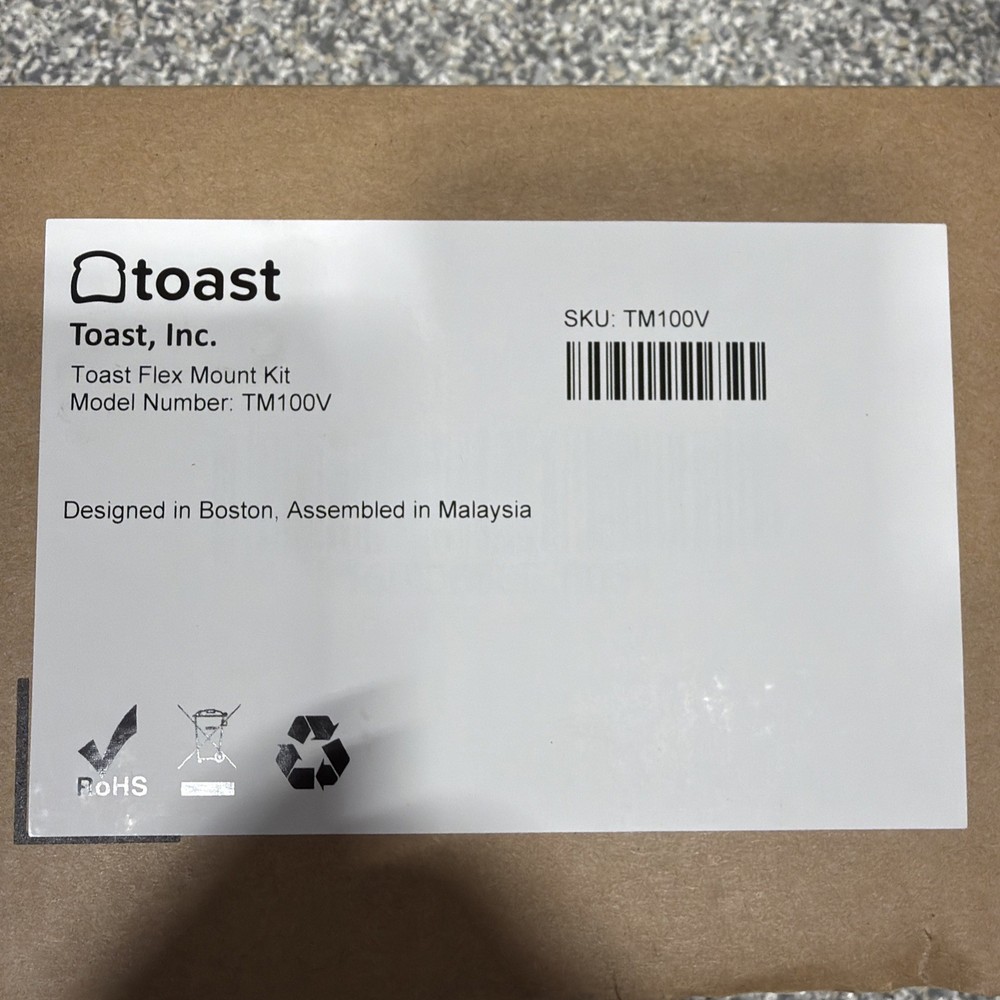 toast
Toast, Inc.
Toast Flex Mount Kit
Model Number: TM100V
SKU: TM100V
Designed in Boston, Assembled in Malaysia
RoHS